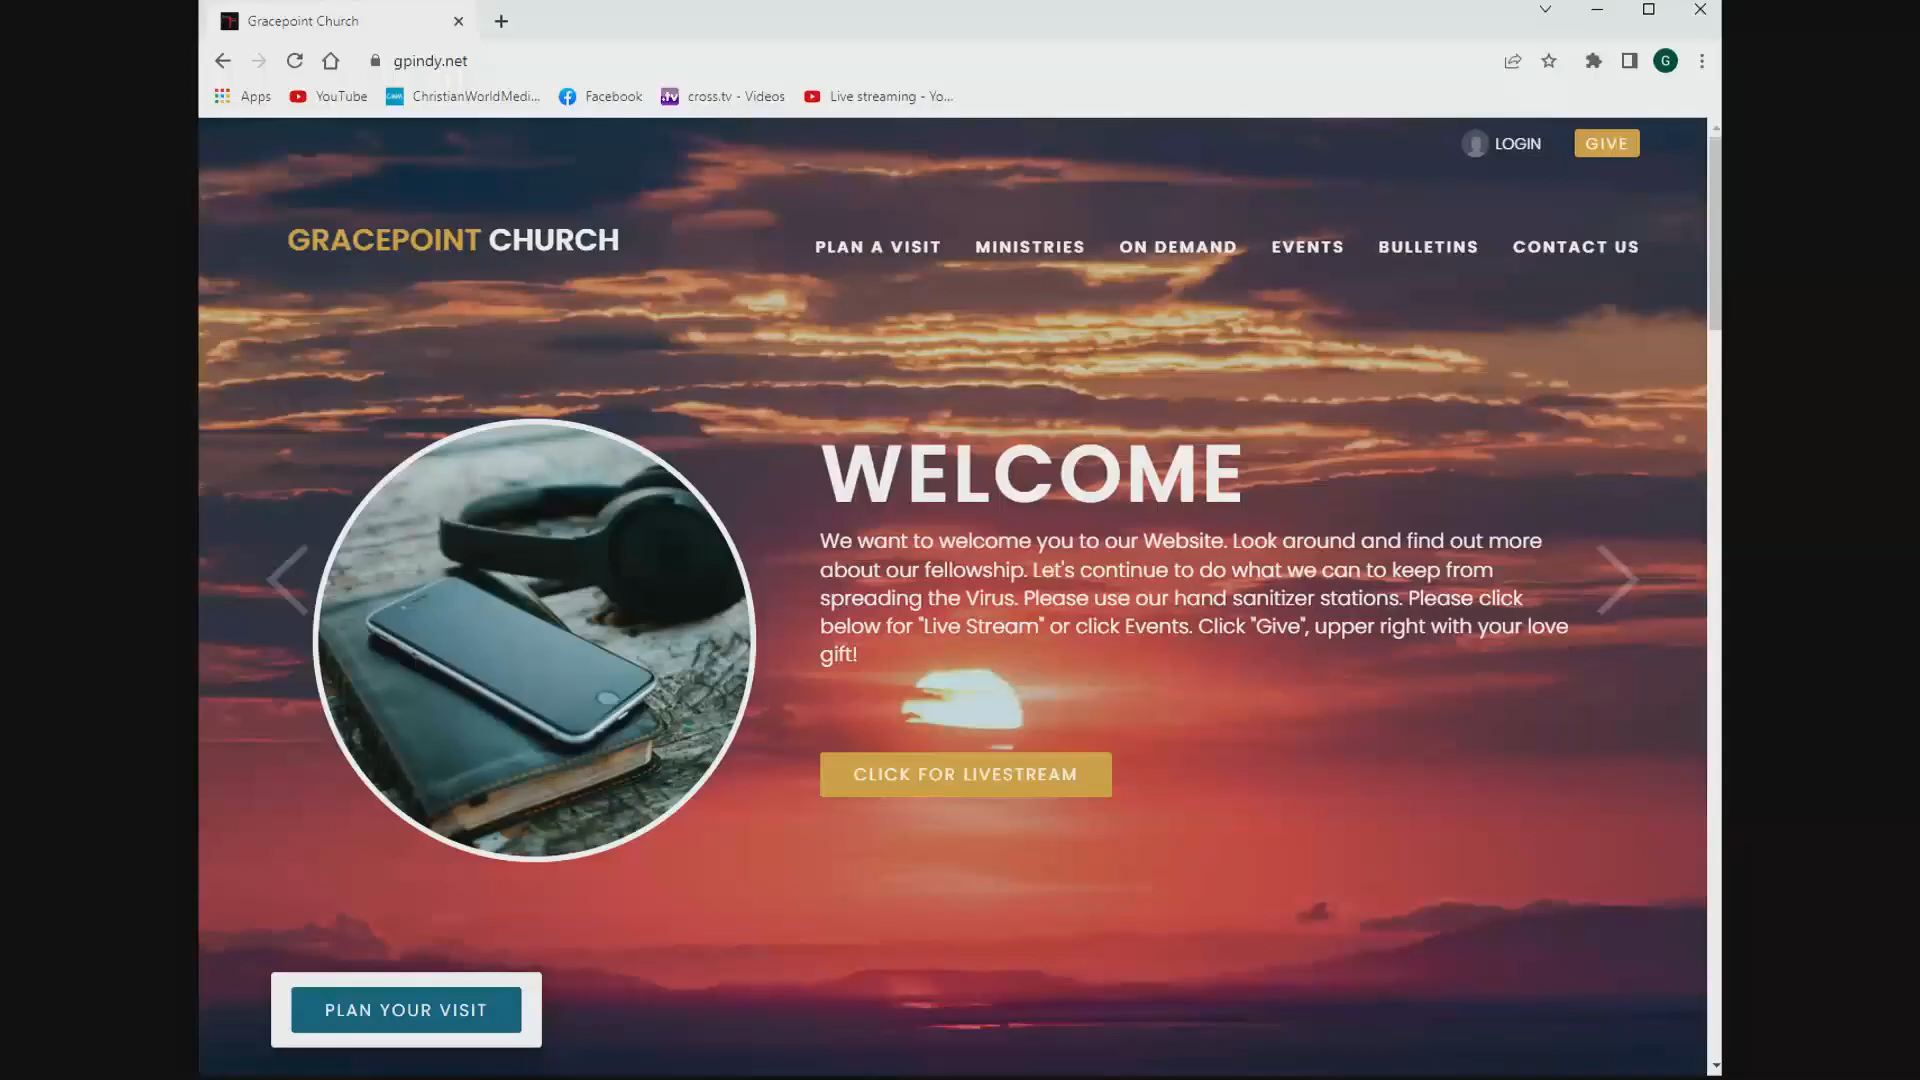 Gracepoint Church
gpindy.net
G
Apps YouTube ChristianWorldMedi... Facebook cross.tv - Videos Live streaming - Yo...
LOGIN GIVE
GRACEPOINT CHURCH
PLAN A VISIT MINISTRIES ON DEMAND EVENTS BULLETINS CONTACT US
WELCOME
We want to welcome you to our Website. Look around and find out more
about our fellowship. Let's continue to do what we can to keep from
spreading the Virus. Please use our hand sanitizer stations. Please click
below for "Live Stream" or click Events. Click "Give", upper right with your love
gift!
CLICK FOR LIVESTREAM
PLAN YOUR VISIT